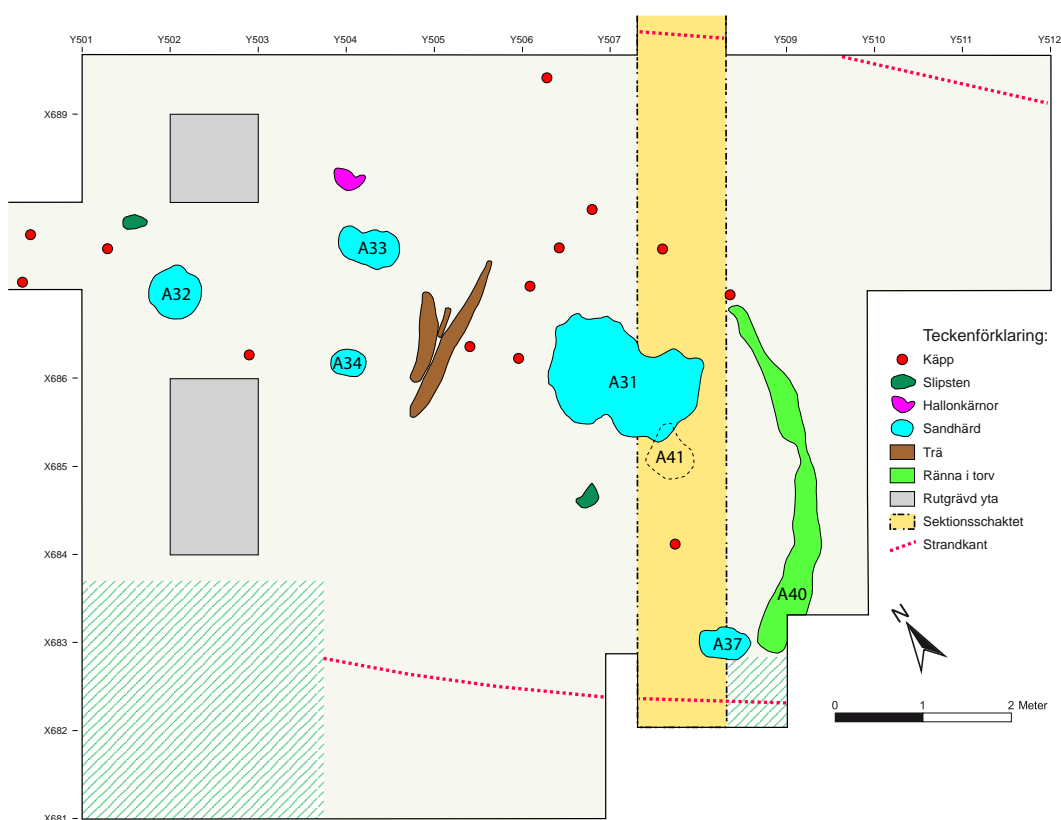 Y501 Y502 Y503 Y504 Y505 Y506 Y507 Y509 Y510 Y511 Y512
X689
A33
A32
Teckenförklaring:
Käpp
A34
X686
A31
Slipsten
Hallonkärnor
Sandhärd
Trä
A41
X685
Ränna i torv
Rutgrävd yta
Sektionsschaktet
X684
Strandkant
A40
N
X683
A37
0 1 2 Meter
X682
X681